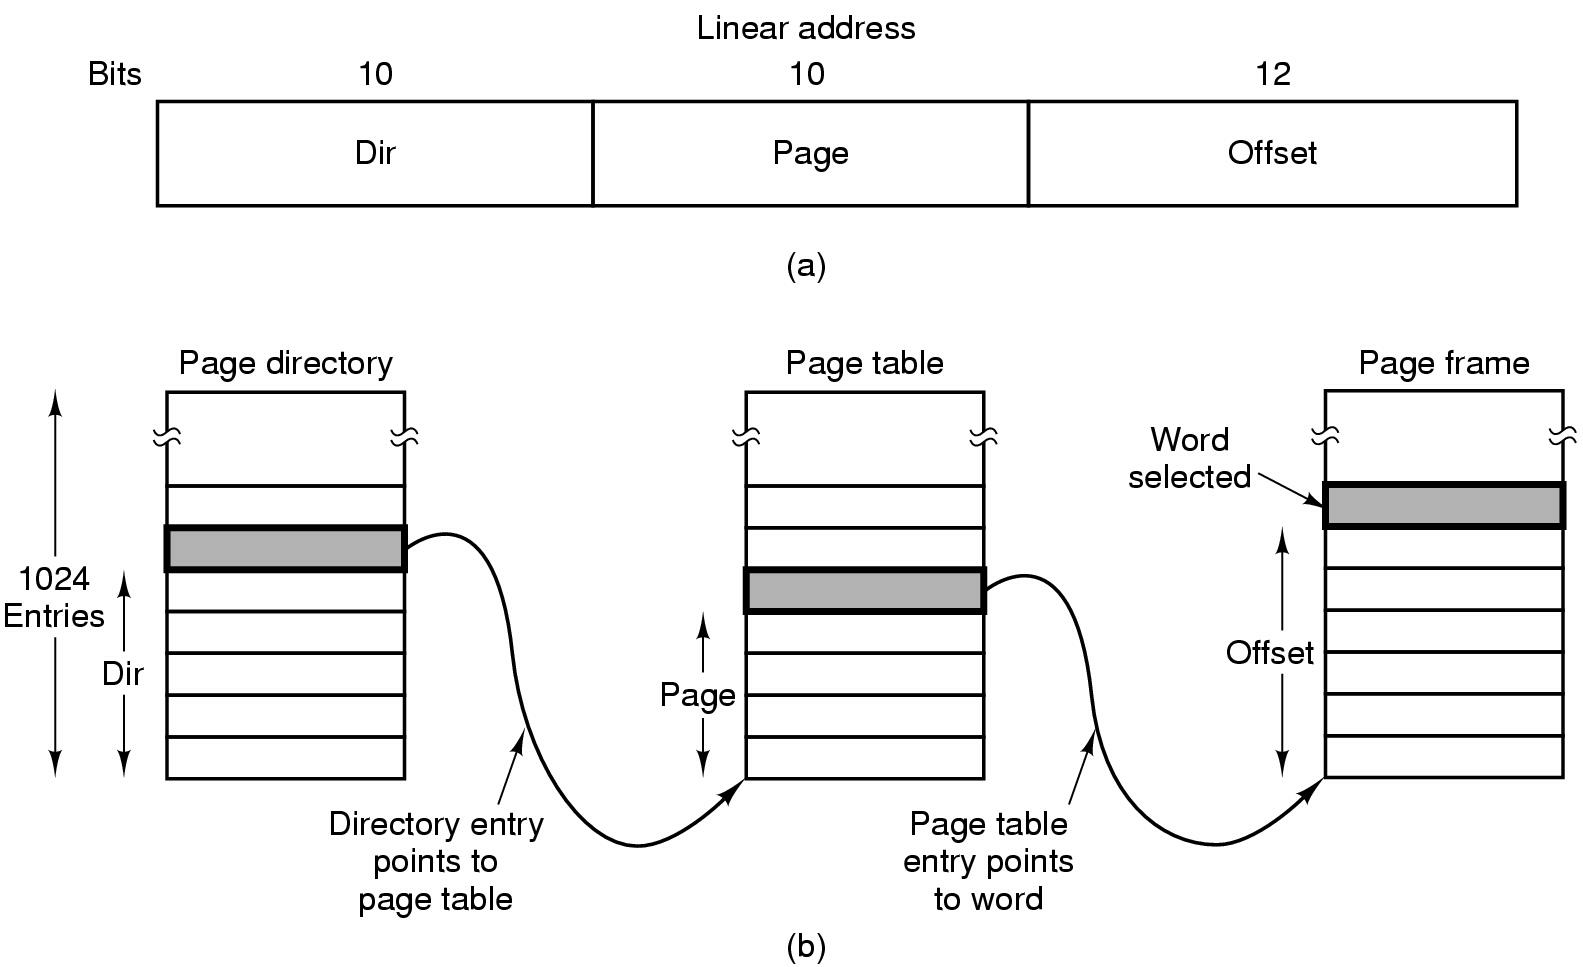 Linear address
Bits 10 10 12
Dir Page Offset
(a)
Page directory Page table Page frame
Word
selected
1024
Entries
Dir
Page
Offset
Directory entry
points to
page table
Page table
entry points
to word
(b)